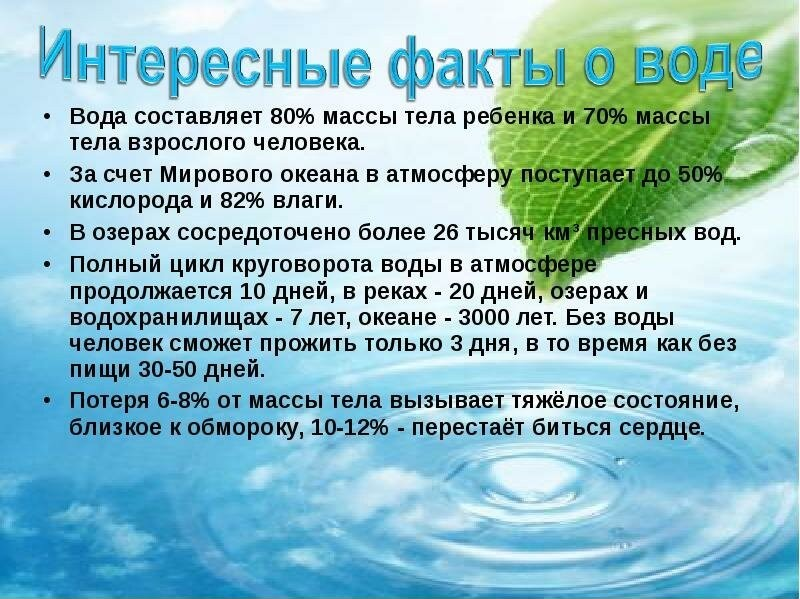 Интересные факты о воде
• Вода составляет 80% массы тела ребенка и 70% массы
тела взрослого человека.
• За счет Мирового океана в атмосферу поступает до 50%
кислорода и 82% влаги.
• В озерах сосредоточено более 26 тысяч км³ пресных вод.
• Полный цикл круговорота воды в атмосфере
продолжается 10 дней, в реках - 20 дней, озерах и
водохранилищах - 7 лет, океане - 3000 лет. Без воды
человек сможет прожить только 3 дня, в то время как без
пищи 30-50 дней.
• Потеря 6-8% от массы тела вызывает тяжёлое состояние,
близкое к обмороку, 10-12% - перестаёт биться сердце.